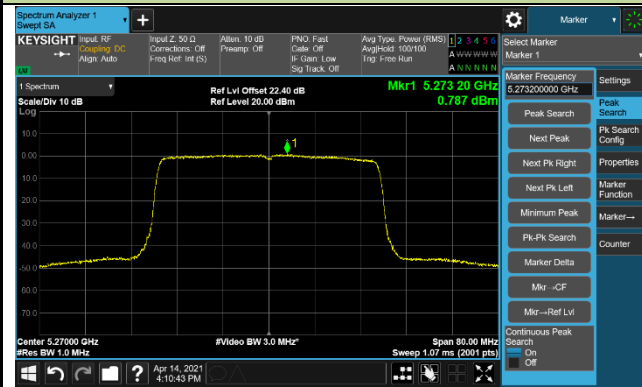 Spectrum Analyzer 1
Swept SA
+
Marker
KEYSIGHT
Input: RF
Coupling: DC
Align: Auto
Input Z: 50 Ω
Corrections: Off
Freq Ref: Int (S)
Atten: 10 dB
Preamp: Off
PNO: Fast
Gate: Off
IF Gain: Low
Sig Track: Off
Avg Type: Power (RMS)
Avg|Hold: 100/100
Trig: Free Run
1 2 3 4 5 6
A W W W W W
A N N N N N
LXI
Select Marker
Marker 1
1 Spectrum
Scale/Div 10 dB
Log
Ref Lvl Offset 22.40 dB
Ref Level 20.00 dBm
Mkr1 5.273 20 GHz
0.787 dBm
10.0
0.00
10.0
20.0
30.0
40.0
50.0
60.0
70.0
1
Center 5.27000 GHz
#Res BW 1.0 MHz
#Video BW 3.0 MHz*
Span 80.00 MHz
Sweep 1.07 ms (2001 pts)
Marker Frequency
5.273200000 GHz
Peak Search
Next Peak
Next Pk Right
Next Pk Left
Minimum Peak
Pk-Pk Search
Marker Delta
Mkr→CF
Mkr→Ref Lvl
Continuous Peak
Search
On
Off
Settings
Peak
Search
Pk Search
Config
Properties
Marker
Function
Marker→
Counter
?
Apr 14, 2021
4:10:43 PM